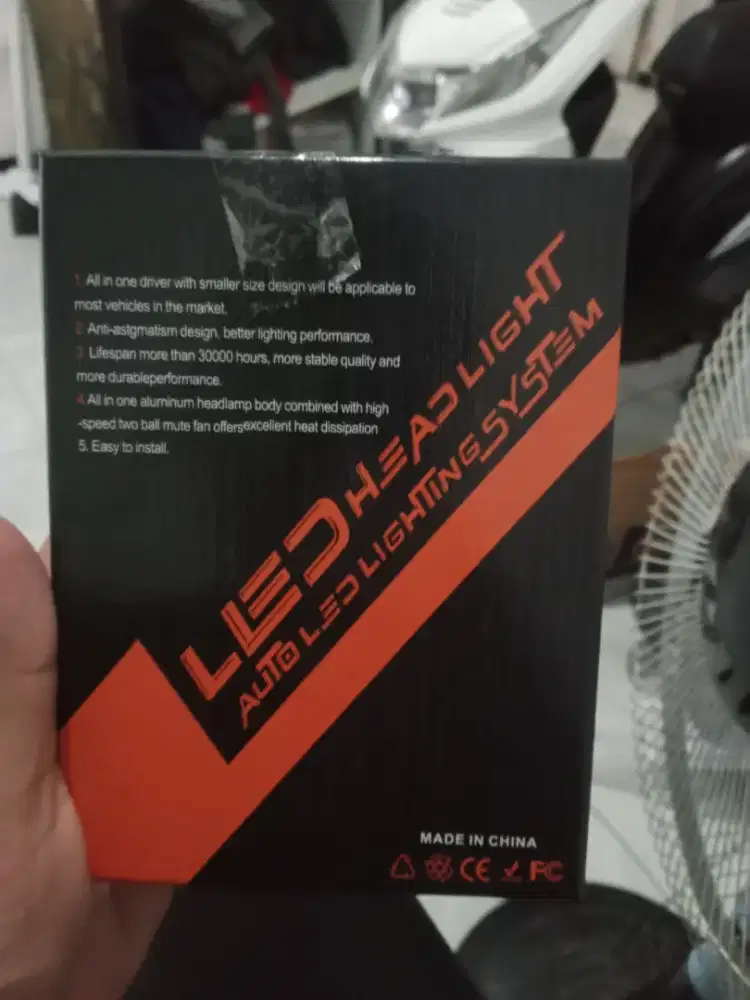 1. All in one driver with smaller size design will be applicable to
most vehicles in the market.
2. Anti-astgmatism design, better lighting performance.
3. Lifespan more than 30000 hours, more stable quality and
more durableperformance.
4.All in one aluminum headlamp body combined with high
-speed two ball mute fan offersexcellent heat dissipation
5. Easy to install.
LED HEADLIGHT
AUTO LED LIGHTING SYSTEM
MADE IN CHINA
CE FC